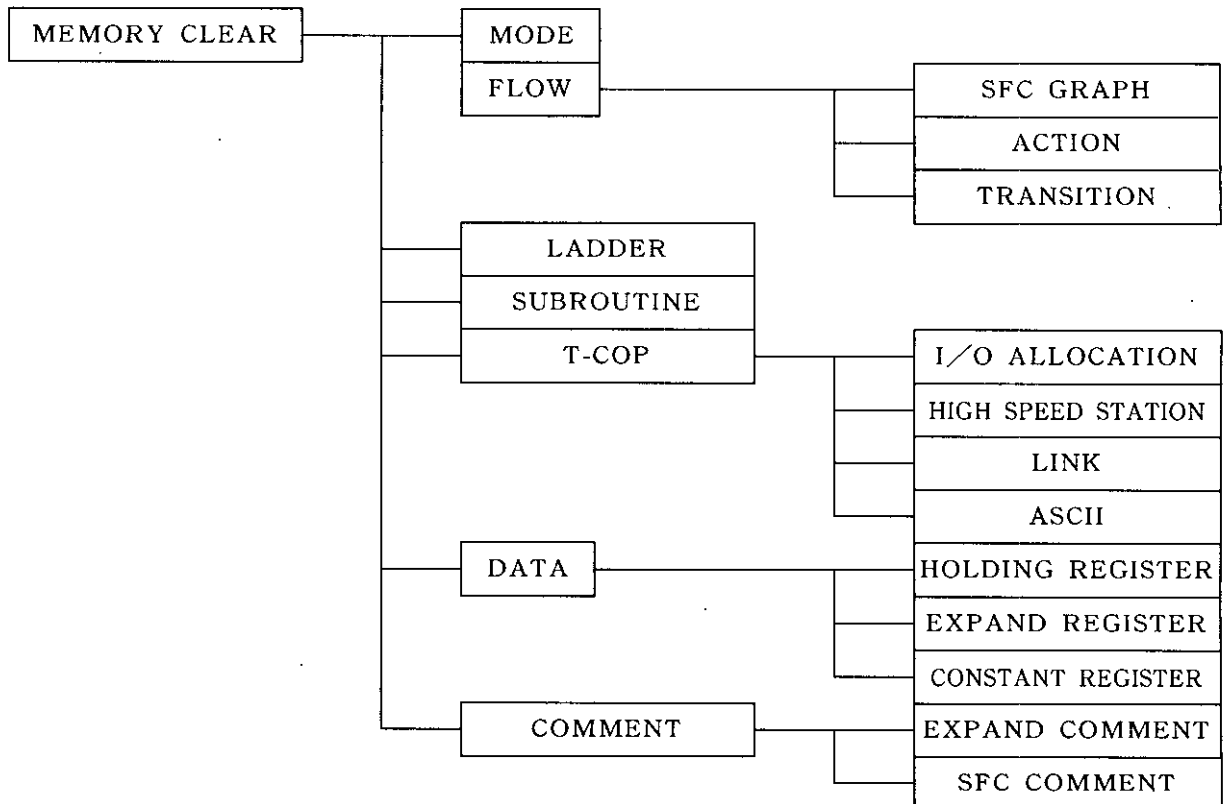 MEMORY CLEAR
MODE
FLOW
SFC GRAPH
ACTION
TRANSITION
LADDER
SUBROUTINE
T-COP
I/O ALLOCATION
HIGH SPEED STATION
LINK
ASCII
DATA
HOLDING REGISTER
EXPAND REGISTER
CONSTANT REGISTER
COMMENT
EXPAND COMMENT
SFC COMMENT